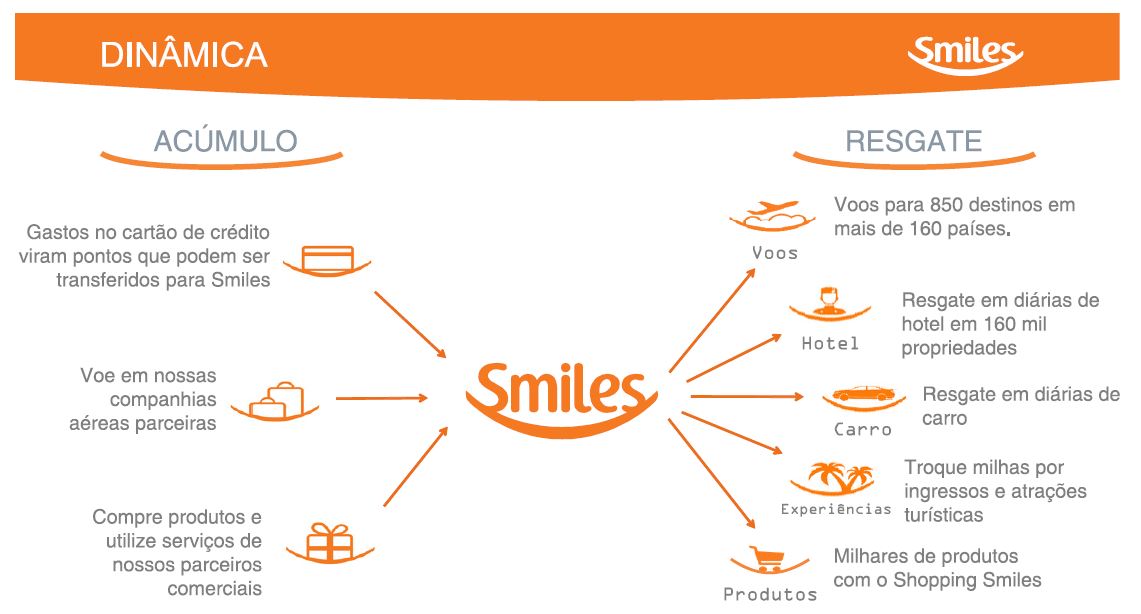 DINÂMICA
Smiles
ACÚMULO
Gastos no cartão de crédito
viram pontos que podem ser
transferidos para Smiles
Voe em nossas
companhias
aéreas parceiras
Compre produtos e
utilize serviços de
nossos parceiros
comerciais
Smiles
RESGATE
Voos
Voos para 850 destinos em
mais de 160 países.
Hotel
Resgate em diárias de
hotel em 160 mil
propriedades
Carro
Resgate em diárias de
carro
Experiências
Troque milhas por
ingressos e atrações
turísticas
Produtos
Milhares de produtos
com o Shopping Smiles